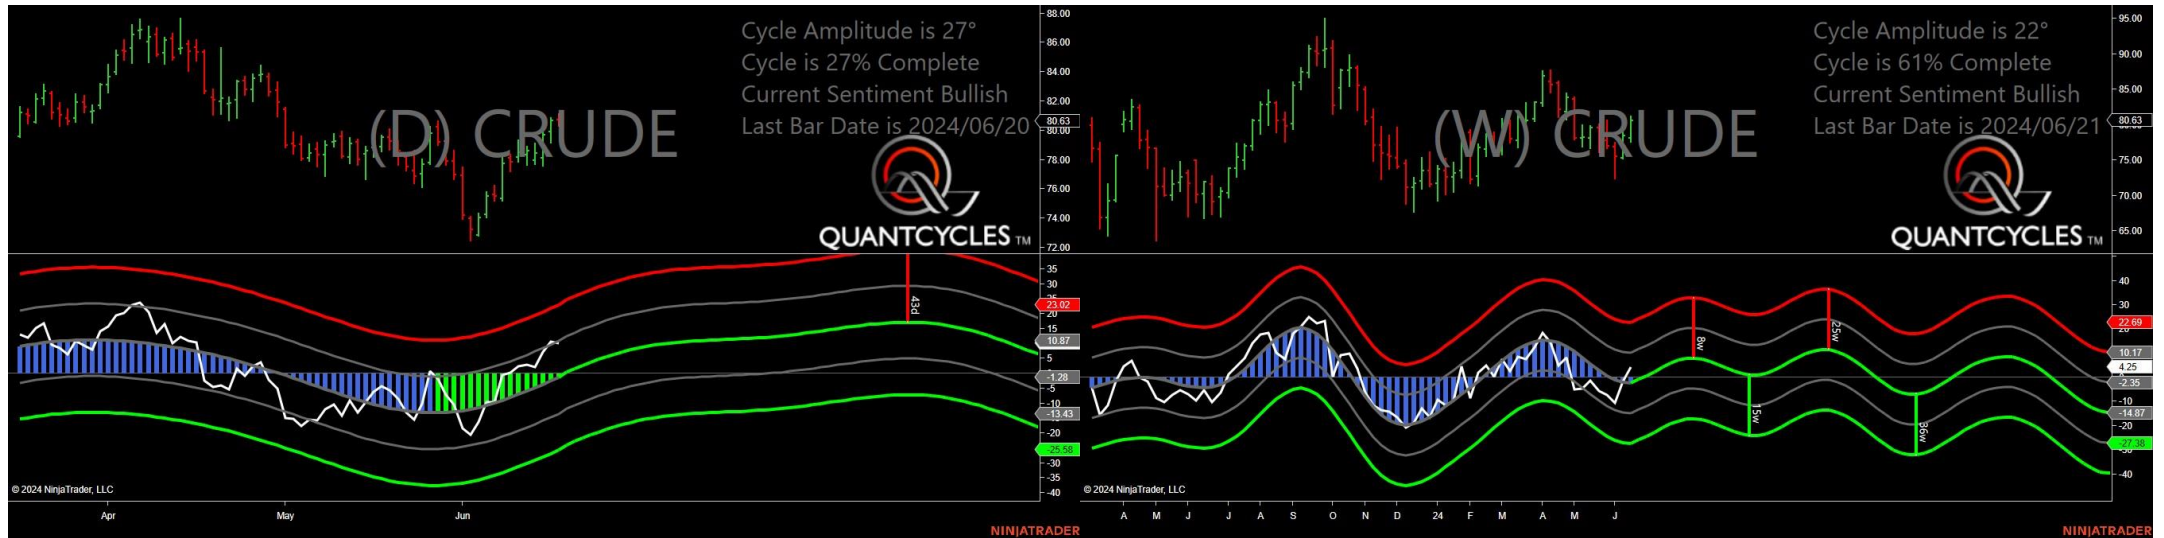 Cycle Amplitude is 27°
Cycle is 27% Complete
Current Sentiment Bullish
Last Bar Date is 2024/06/20
(D) CRUDE
QUANTCYCLES TM
88.00
86.00
84.00
82.00
80.63
80.00
78.00
76.00
74.00
72.00
43d
35
30
23.02
20
15
10.87
5
-1.28
-5
-10
-13.43
-20
-25.58
-30
-35
-40
© 2024 NinjaTrader, LLC
Apr
May
Jun
NINJATRADER
Cycle Amplitude is 22°
Cycle is 61% Complete
Current Sentiment Bullish
Last Bar Date is 2024/06/21
(W) CRUDE
QUANTCYCLES TM
95.00
90.00
85.00
80.63
75.00
70.00
65.00
8w
25w
15w
36w
40
30
22.69
10.17
4.25
-2.35
-10
-14.87
-20
-27.38
-40
© 2024 NinjaTrader, LLC
A M J J A S O N D 24 F M A M J
NINJATRADER